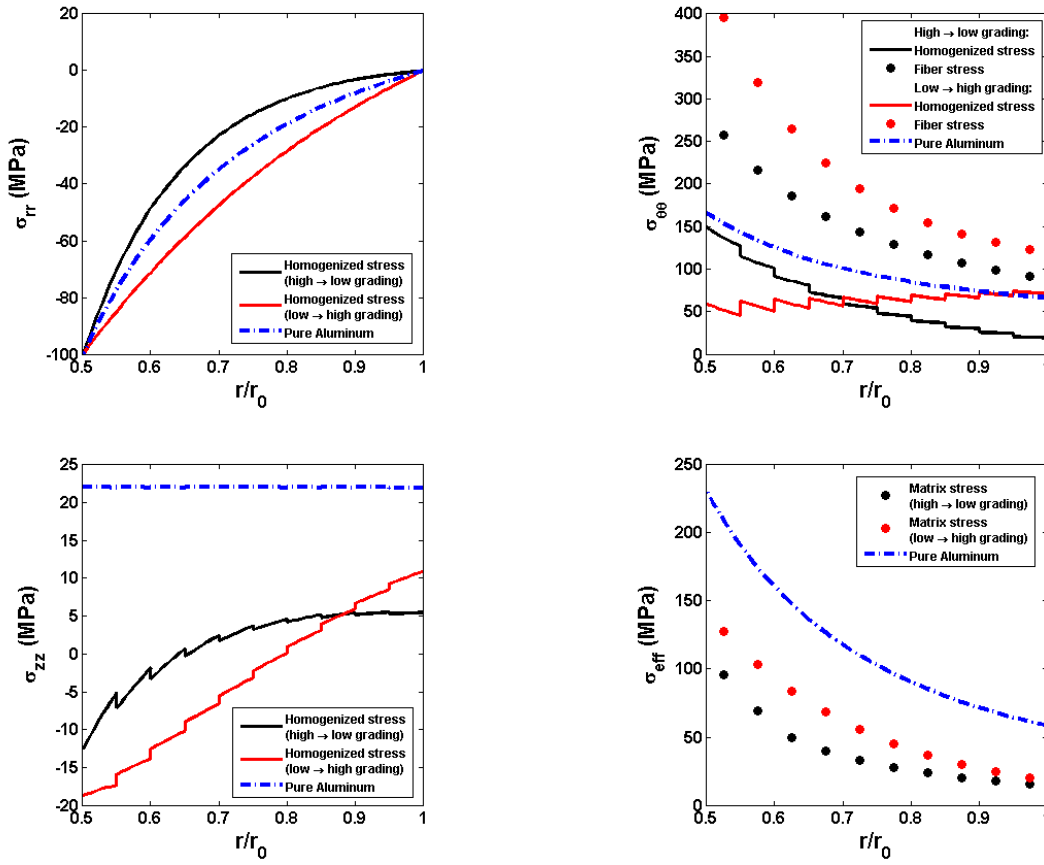 20
0
-20
-40
-60
-80
-100
0.5
0.6
0.7
0.8
0.9
1
σrr (MPa)
r/r0
Homogenized stress
(high → low grading)
Homogenized stress
(low → high grading)
Pure Aluminum
400
350
300
250
200
150
100
50
0
0.5
0.6
0.7
0.8
0.9
σθθ (MPa)
r/r0
High → low grading:
Homogenized stress
Fiber stress
Low → high grading:
Homogenized stress
Fiber stress
Pure Aluminum
25
20
15
10
5
0
-5
-10
-15
-20
0.5
0.6
0.7
0.8
0.9
1
σzz (MPa)
r/r0
Homogenized stress
(high → low grading)
Homogenized stress
(low → high grading)
Pure Aluminum
250
200
150
100
50
0
0.5
0.6
0.7
0.8
0.9
σeff (MPa)
r/r0
Matrix stress
(high → low grading)
Matrix stress
(low → high grading)
Pure Aluminum